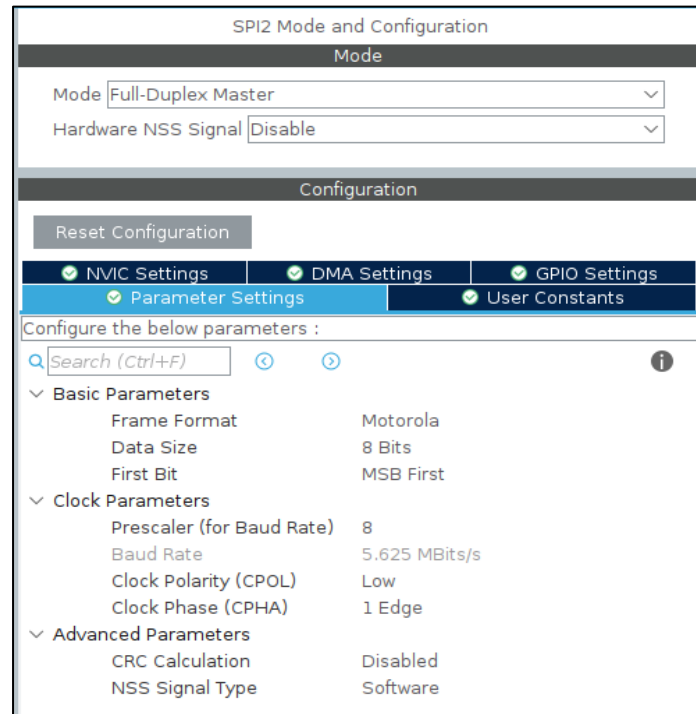 SPI2 Mode and Configuration
Mode
Mode Full-Duplex Master
Hardware NSS Signal Disable
Configuration
Reset Configuration
NVIC Settings DMA Settings GPIO Settings
Parameter Settings User Constants
Configure the below parameters :
Search (Ctrl+F)
Basic Parameters
Frame Format Motorola
Data Size 8 Bits
First Bit MSB First
Clock Parameters
Prescaler (for Baud Rate) 8
Baud Rate 5.625 MBits/s
Clock Polarity (CPOL) Low
Clock Phase (CPHA) 1 Edge
Advanced Parameters
CRC Calculation Disabled
NSS Signal Type Software